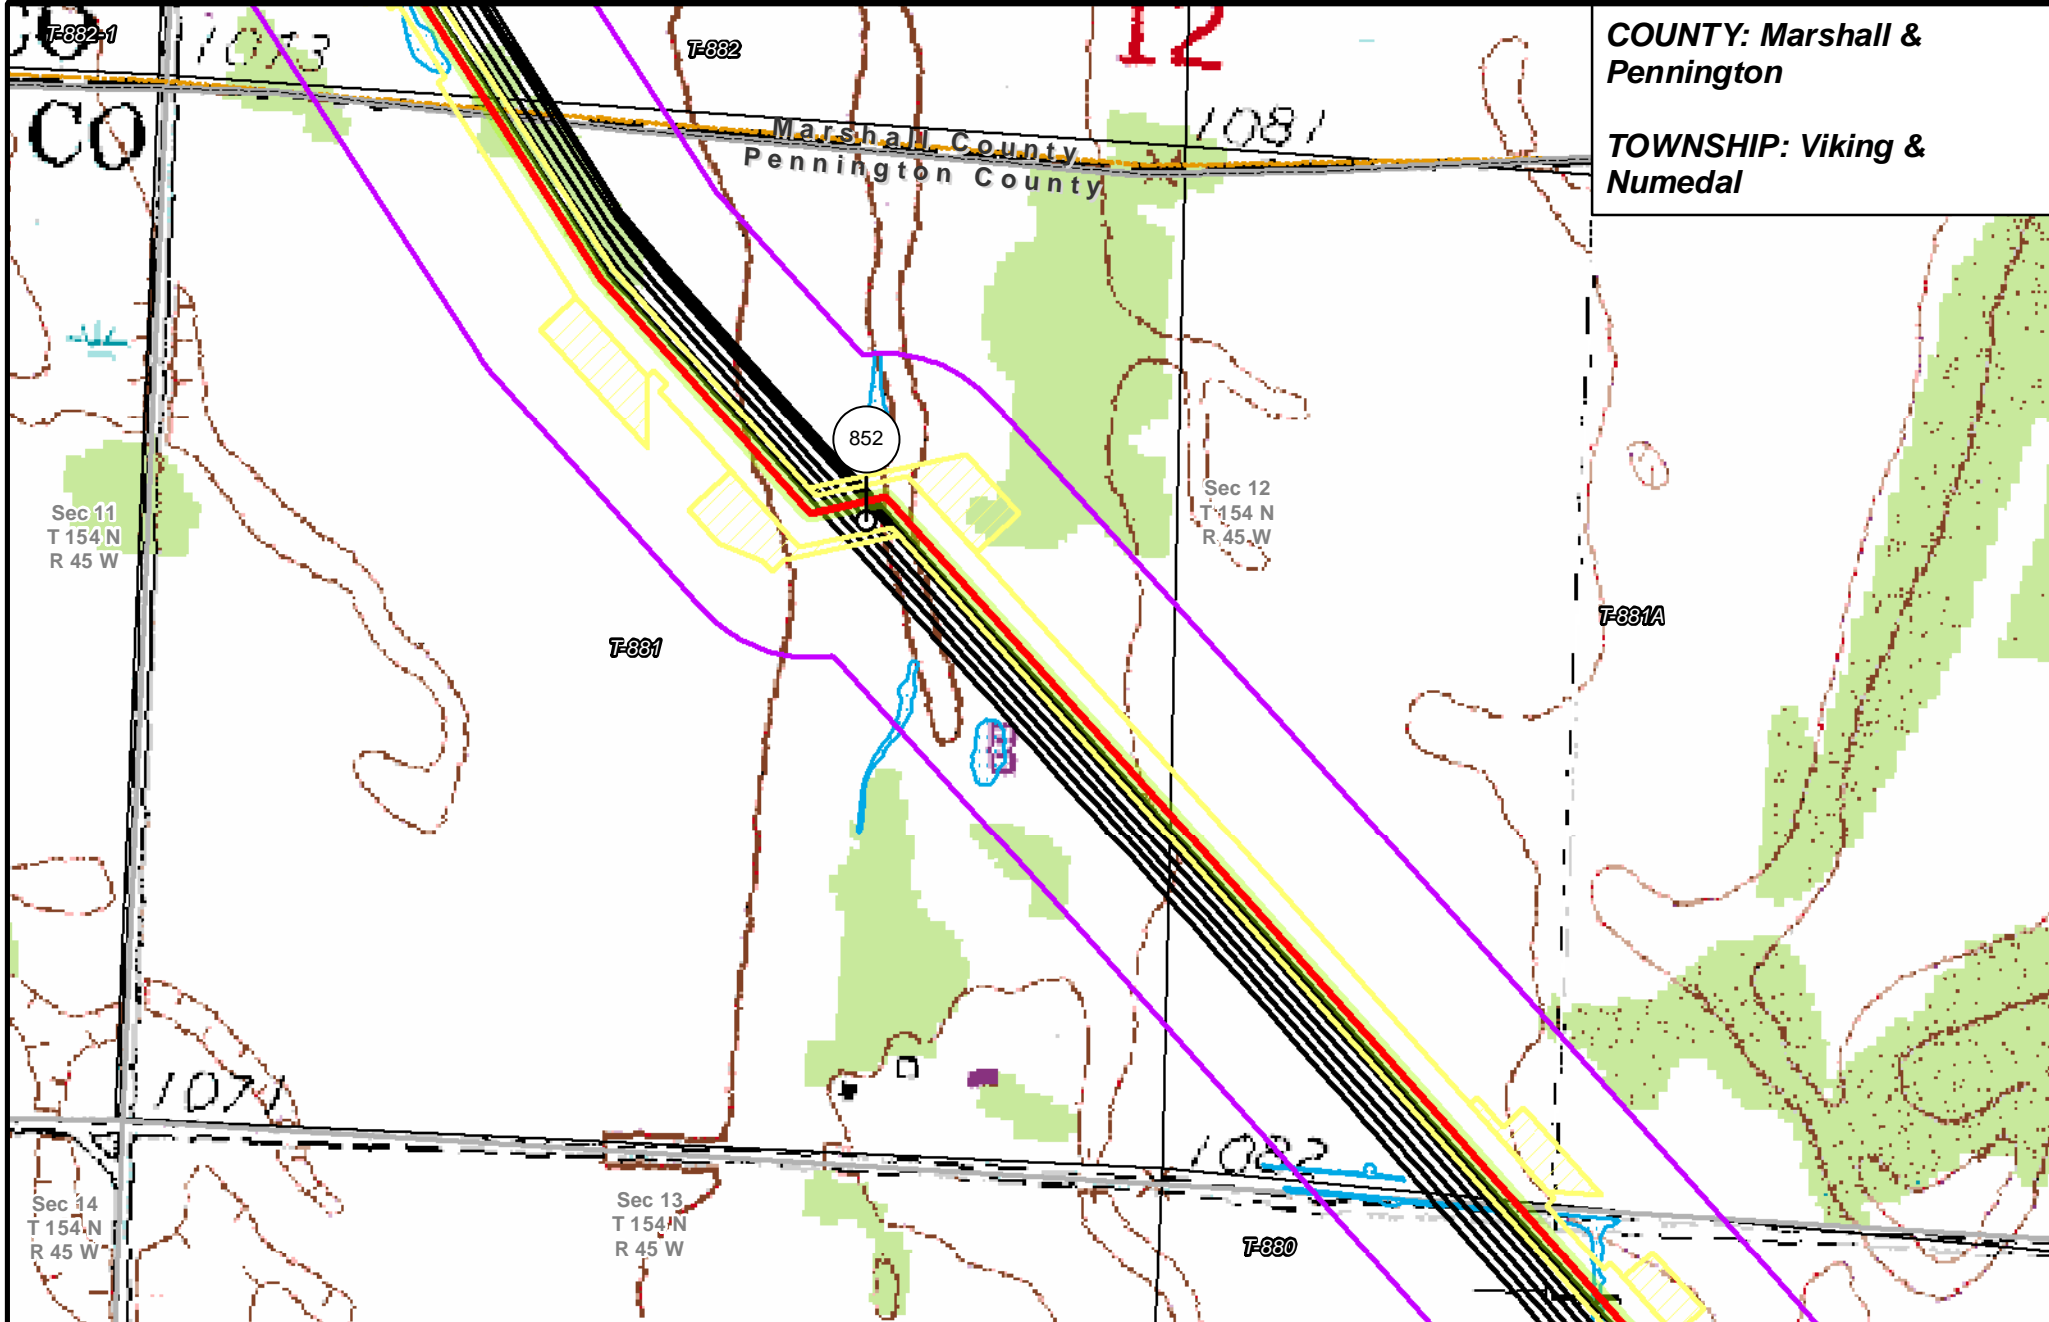 T-882-1
1073
T-882
12
COUNTY: Marshall &
Pennington
TOWNSHIP: Viking &
Numedal
CO
CO
Marshall County
Pennington County
1081
852
Sec 11
T 154 N
R 45 W
Sec 12
T 154 N
R 45 W
T-881
T-881A
1071
1082
Sec 14
T 154 N
R 45 W
Sec 13
T 154 N
R 45 W
T-880